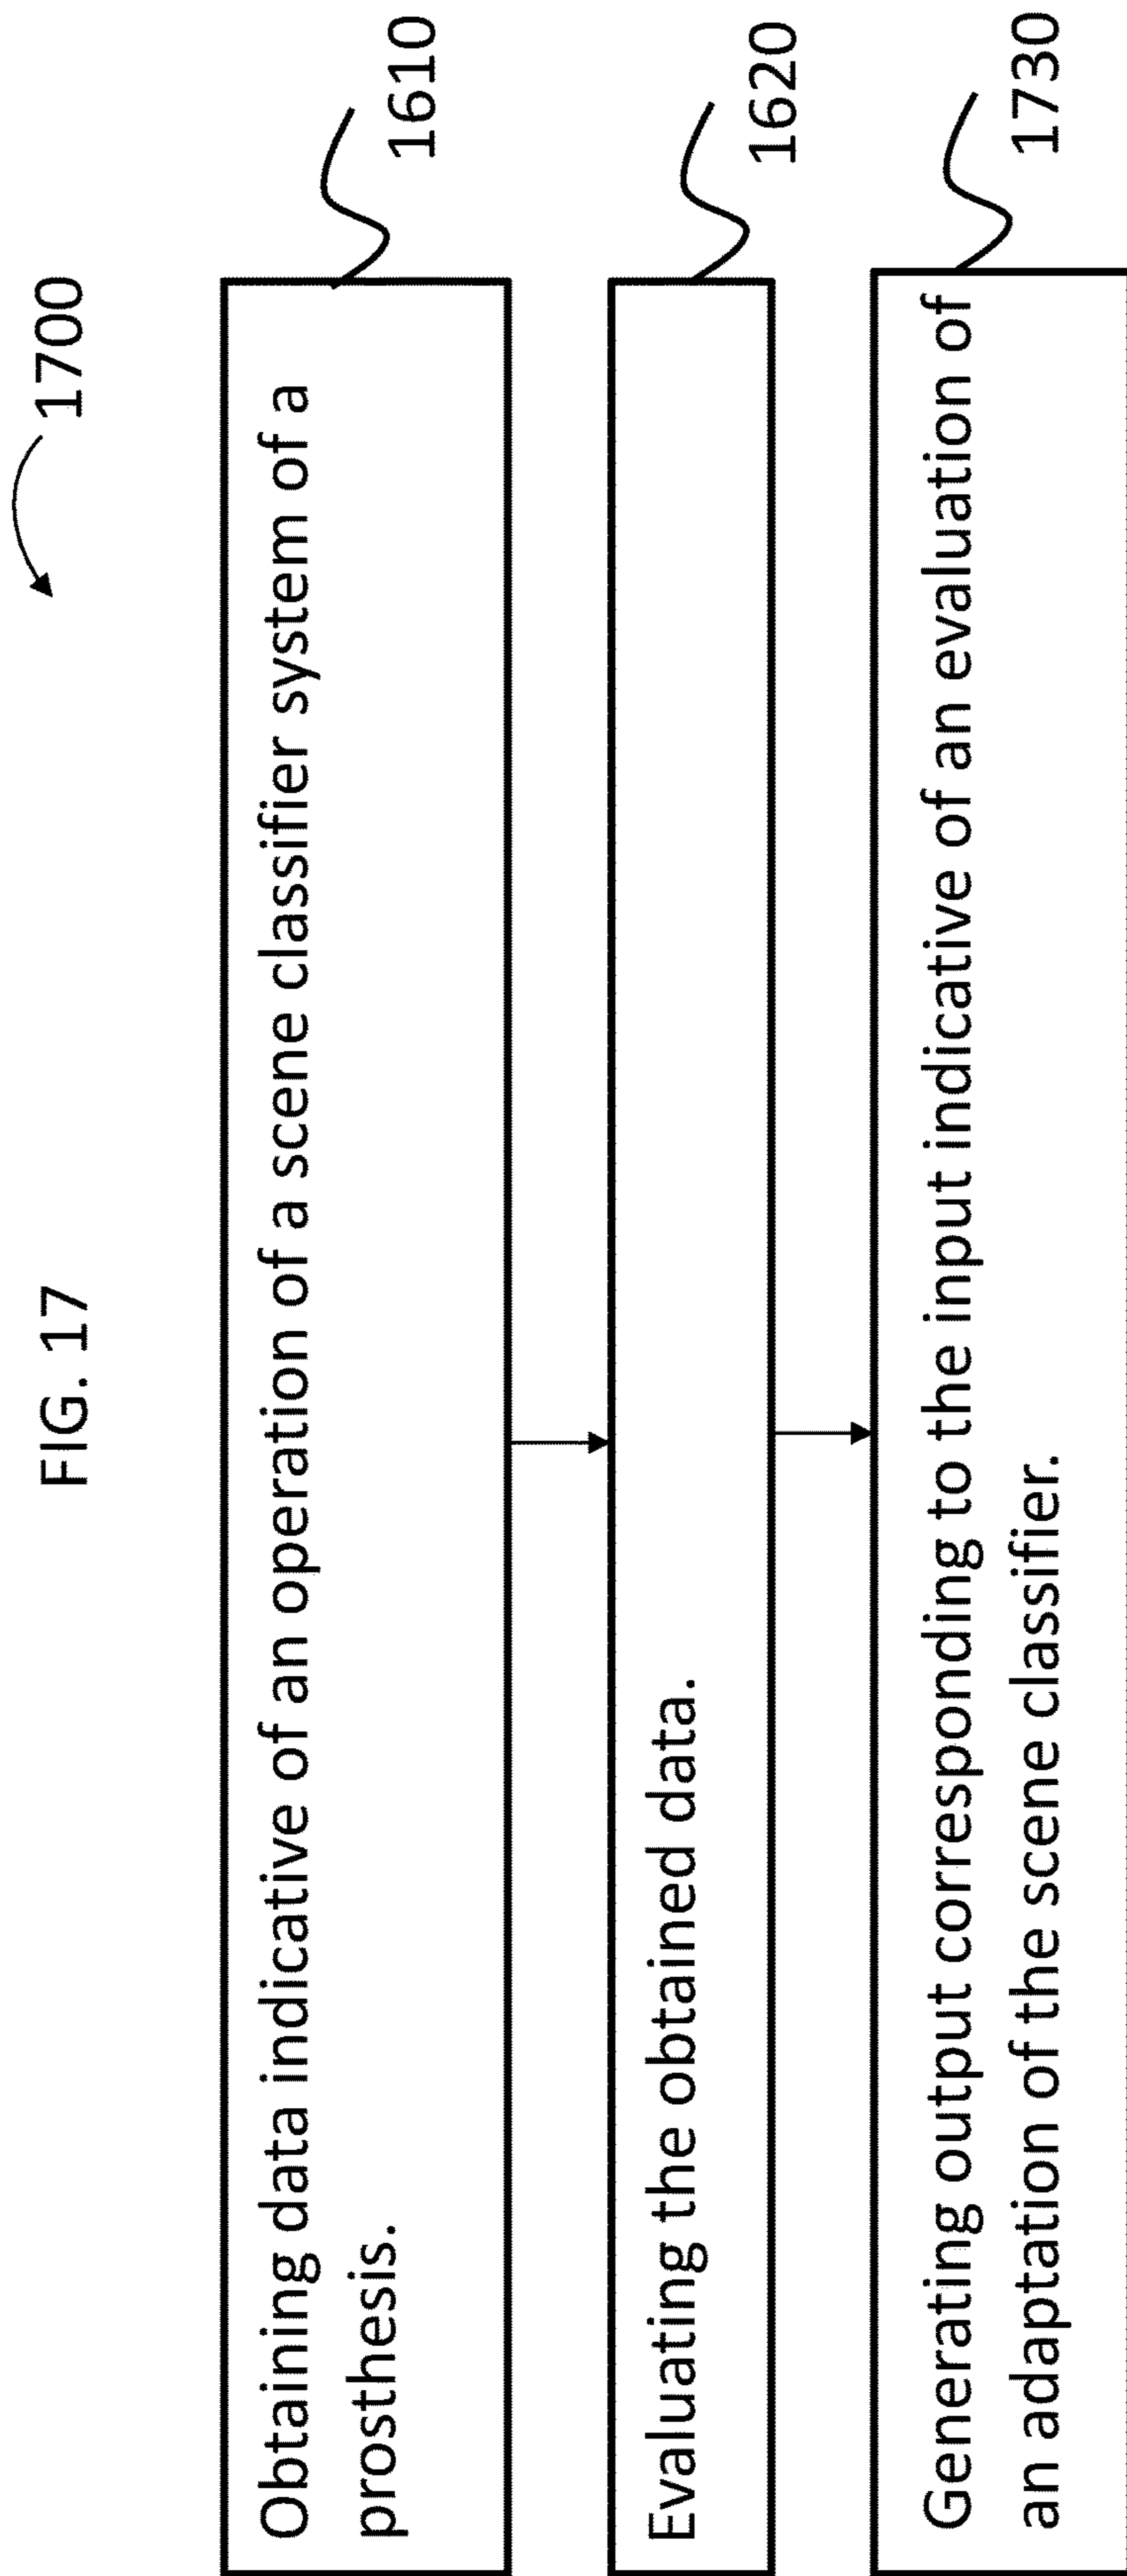 FIG. 17
1700
Obtaining data indicative of an operation of a scene classifier system of a
prosthesis.
1610
Evaluating the obtained data.
1620
Generating output corresponding to the input indicative of an evaluation of
an adaptation of the scene classifier.
1730